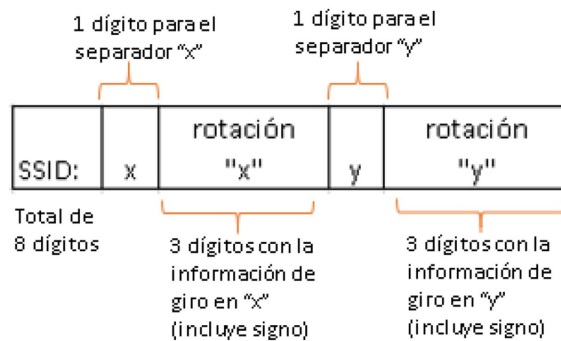 1 dígito para el
separador “x”
1 dígito para el
separador “y”
SSID:
x
rotación
"x"
y
rotación
"y"
Total de
8 dígitos
3 dígitos con la
información de
giro en “x”
(incluye signo)
3 dígitos con la
información de
giro en “y”
(incluye signo)